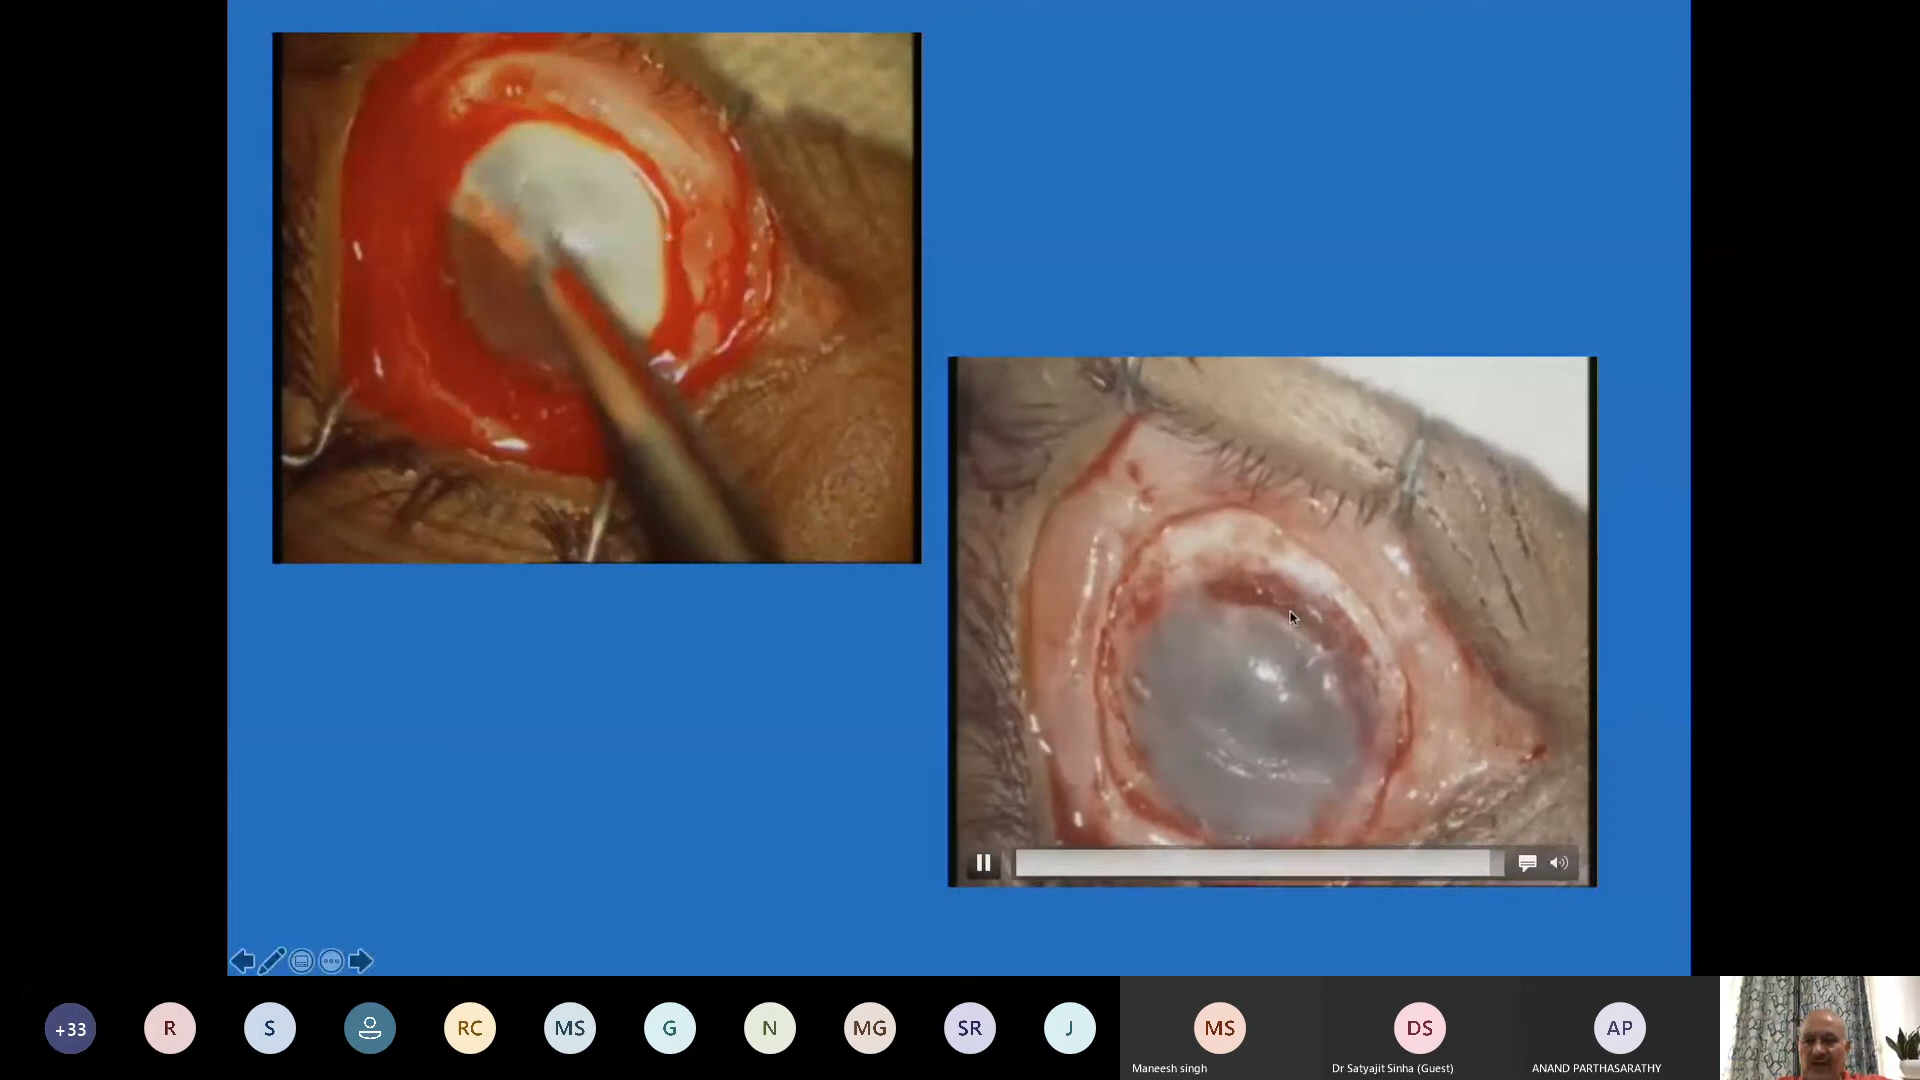 +33
R
S
RC
MS
G
N
MG
SR
J
MS
DS
AP
Maneesh singh
Dr Satyajit Sinha (Guest)
ANAND PARTHASARATHY